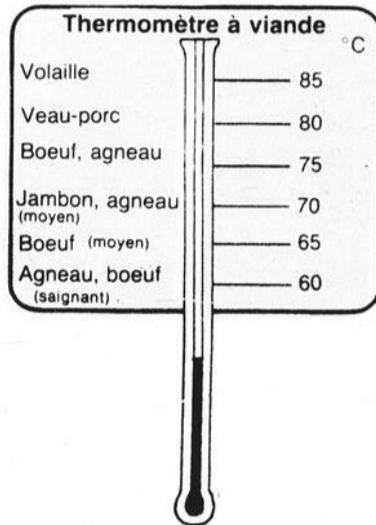 Thermomètre à viande
°C
Volaille 85
Veau-porc 80
Boeuf, agneau 75
Jambon, agneau 70
(moyen)
Boeuf (moyen) 65
Agneau, boeuf 60
(saignant)